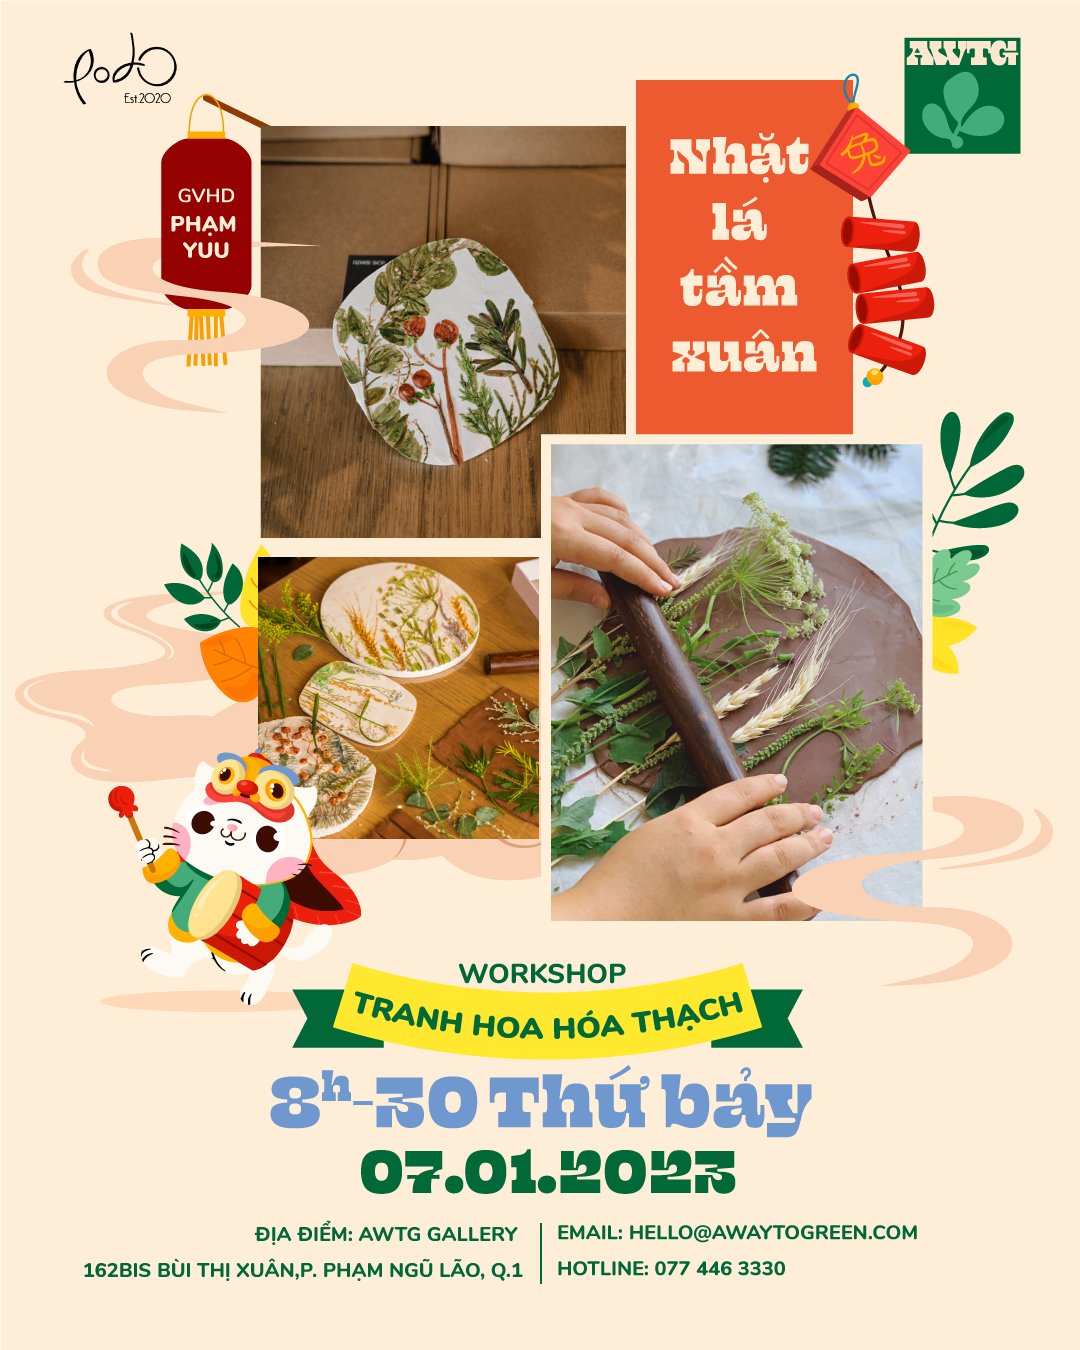 Podo
Est.2020
AWTG
GVHD
PHẠM
YUU
Nhặt
lá
tầm
xuân
兔
WORKSHOP
TRANH HOA HÓA THẠCH
8h-30 Thứ bảy
07.01.2023
ĐỊA ĐIỂM: AWTG GALLERY
162BIS BÙI THỊ XUÂN,P. PHẠM NGŨ LÃO, Q.1
EMAIL: HELLO@AWAYTOGREEN.COM
HOTLINE: 077 446 3330